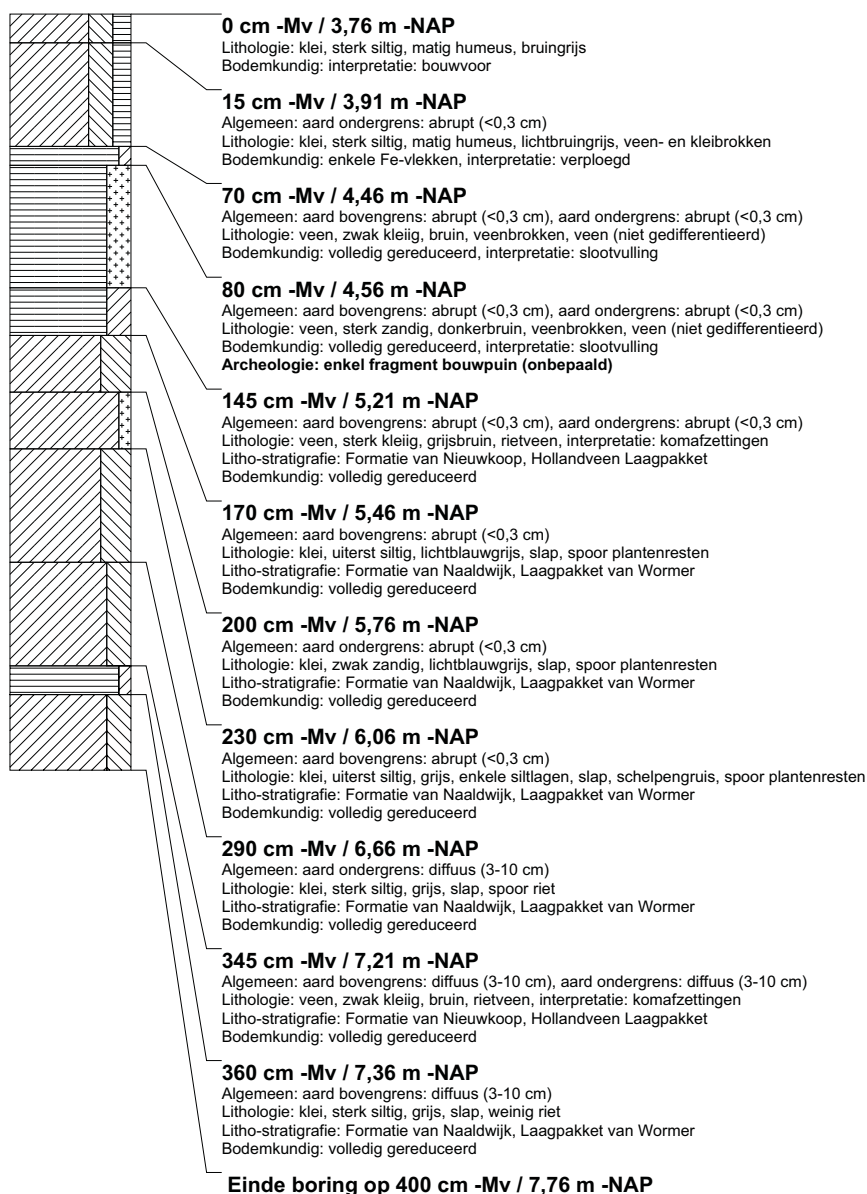 0 cm -Mv / 3,76 m -NAP
Lithologie: klei, sterk siltig, matig humeus, bruingrijs
Bodemkundig: interpretatie: bouwvoor
15 cm -Mv / 3,91 m -NAP
Algemeen: aard ondergrens: abrupt (<0,3 cm)
Lithologie: klei, sterk siltig, matig humeus, lichtbruingrijs, veen- en kleibrokken
Bodemkundig: enkele Fe-vlekken, interpretatie: verploegd
70 cm -Mv / 4,46 m -NAP
Algemeen: aard bovengrens: abrupt (<0,3 cm), aard ondergrens: abrupt (<0,3 cm)
Lithologie: veen, zwak kleiig, bruin, veenbrokken, veen (niet gedifferentieerd)
Bodemkundig: volledig gereduceerd, interpretatie: slootvulling
80 cm -Mv / 4,56 m -NAP
Algemeen: aard bovengrens: abrupt (<0,3 cm), aard ondergrens: abrupt (<0,3 cm)
Lithologie: veen, sterk zandig, donkerbruin, veenbrokken, veen (niet gedifferentieerd)
Bodemkundig: volledig gereduceerd, interpretatie: slootvulling
Archeologie: enkel fragment bouwpuin (onbepaald)
145 cm -Mv / 5,21 m -NAP
Algemeen: aard bovengrens: abrupt (<0,3 cm), aard ondergrens: abrupt (<0,3 cm)
Lithologie: veen, sterk kleiig, grijsbruin, rietveen, interpretatie: komafzettingen
Litho-stratigrafie: Formatie van Nieuwkoop, Hollandveen Laagpakket
Bodemkundig: volledig gereduceerd
170 cm -Mv / 5,46 m -NAP
Algemeen: aard bovengrens: abrupt (<0,3 cm)
Lithologie: klei, uiterst siltig, lichtblauwgrijs, slap, spoor plantenresten
Litho-stratigrafie: Formatie van Naaldwijk, Laagpakket van Wormer
Bodemkundig: volledig gereduceerd
200 cm -Mv / 5,76 m -NAP
Algemeen: aard ondergrens: abrupt (<0,3 cm)
Lithologie: klei, zwak zandig, lichtblauwgrijs, slap, spoor plantenresten
Litho-stratigrafie: Formatie van Naaldwijk, Laagpakket van Wormer
Bodemkundig: volledig gereduceerd
230 cm -Mv / 6,06 m -NAP
Algemeen: aard bovengrens: abrupt (<0,3 cm)
Lithologie: klei, uiterst siltig, grijs, enkele siltlagen, slap, schelpengruis, spoor plantenresten
Litho-stratigrafie: Formatie van Naaldwijk, Laagpakket van Wormer
Bodemkundig: volledig gereduceerd
290 cm -Mv / 6,66 m -NAP
Algemeen: aard ondergrens: diffuus (3-10 cm)
Lithologie: klei, sterk siltig, grijs, slap, spoor riet
Litho-stratigrafie: Formatie van Naaldwijk, Laagpakket van Wormer
Bodemkundig: volledig gereduceerd
345 cm -Mv / 7,21 m -NAP
Algemeen: aard bovengrens: diffuus (3-10 cm), aard ondergrens: diffuus (3-10 cm)
Lithologie: veen, zwak kleiig, bruin, rietveen, interpretatie: komafzettingen
Litho-stratigrafie: Formatie van Nieuwkoop, Hollandveen Laagpakket
Bodemkundig: volledig gereduceerd
360 cm -Mv / 7,36 m -NAP
Algemeen: aard bovengrens: diffuus (3-10 cm)
Lithologie: klei, sterk siltig, grijs, slap, weinig riet
Litho-stratigrafie: Formatie van Naaldwijk, Laagpakket van Wormer
Bodemkundig: volledig gereduceerd
Einde boring op 400 cm -Mv / 7,76 m -NAP